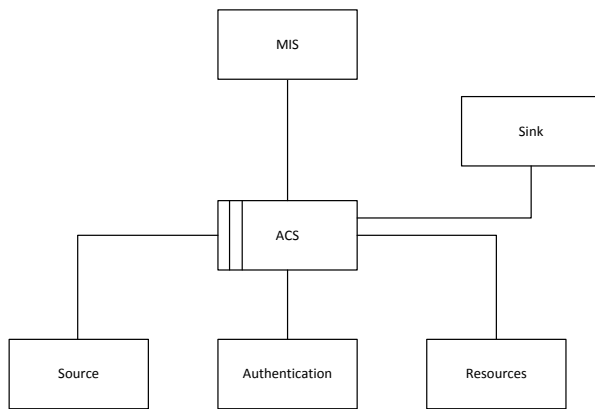 MIS
Sink
ACS
Source
Authentication
Resources